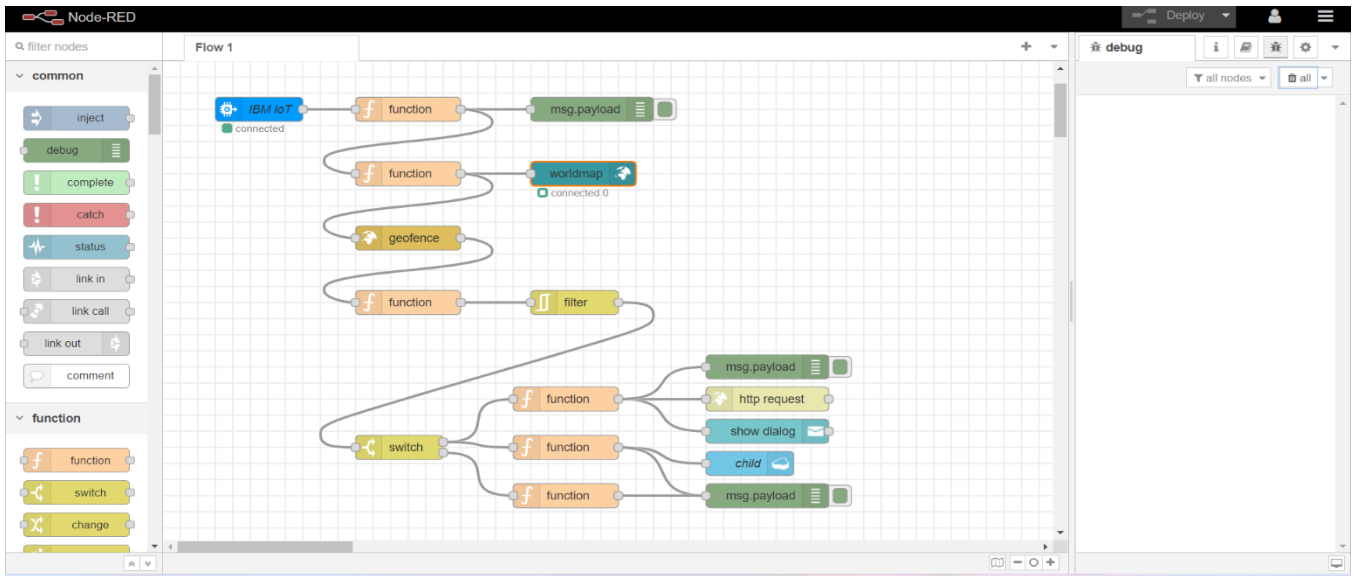 Node-RED
Deploy
filter nodes
Flow 1
debug
i
all nodes
all
common
inject
debug
complete
catch
status
link in
link call
link out
comment
function
function
switch
change
IBM IoT
connected
function
msg.payload
function
worldmap
connected 0
geofence
function
filter
switch
function
function
function
msg.payload
http request
show dialog
child
msg.payload